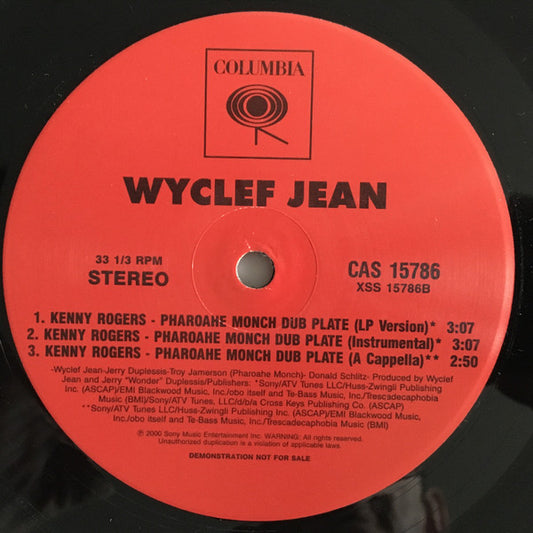 COLUMBIA
WYCLEF JEAN
33 1/3 RPM
STEREO
CAS 15786
XSS 15786B
1. KENNY ROGERS - PHAROAHE MONCH DUB PLATE (LP Version)* 3:07
2. KENNY ROGERS - PHAROAHE MONCH DUB PLATE (Instrumental)* 3:07
3. KENNY ROGERS - PHAROAHE MONCH DUB PLATE (A Cappella)** 2:50
-Wyclef Jean-Jerry Duplessis-Troy Jamerson (Pharoahe Monch)- Donald Schlitz- Produced by Wyclef
Jean and Jerry "Wonder" Duplessis/Publishers: *Sony/ATV Tunes LLC/Huss-Zwingli Publishing
Inc. (ASCAP)/EMI Blackwood Music, Inc./obo itself and Te-Bass Music, Inc./Trescadecaphobia
Music (BMI)/Sony/ATV Tunes LLC/d/b/a Cross Keys Publishing Co. (ASCAP)
**Sony/ATV Tunes LLC/Huss-Zwingli Publishing Inc. (ASCAP)/EMI Blackwood Music,
Inc./obo itself and Te-Bass Music, Inc./Trescadecaphobia Music (BMI)
℗ 2000 Sony Music Entertainment Inc. WARNING: All rights reserved.
Unauthorized duplication is a violation of applicable laws.
DEMONSTRATION NOT FOR SALE